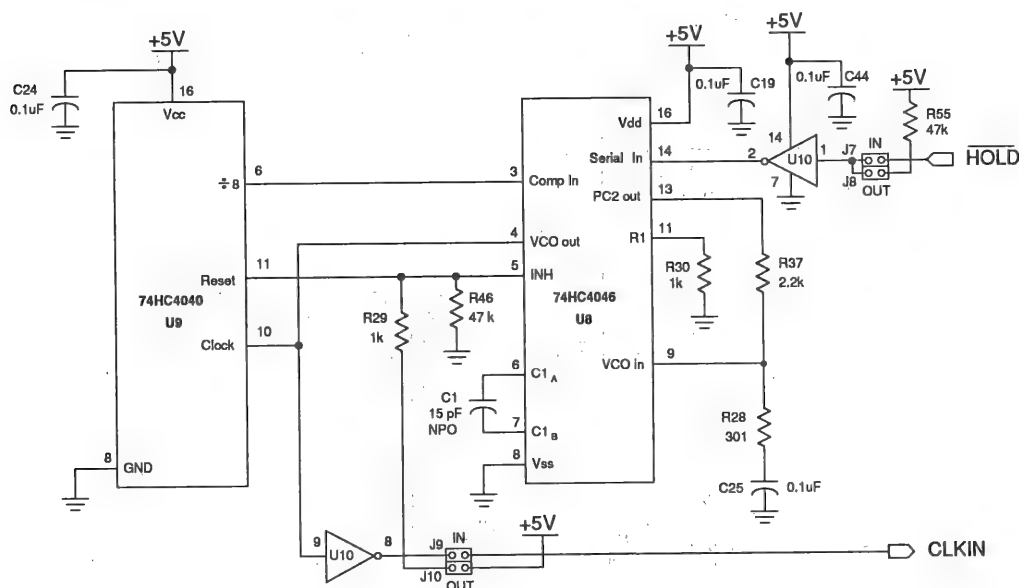 +5V
C24
0.1uF
16
Vcc
÷8
6
Reset
11
74HC4040
U9
Clock
10
8
GND
3
Comp In
4
VCO out
5
INH
R29
1k
R46
47k
6
C1A
C1
15 pF
NPO
7
C1B
8
Vss
74HC4046
U8
+5V
0.1uF
C19
16
Vdd
14
Serial In
13
PC2 out
11
R1
R30
1k
R37
2.2k
9
VCO in
R28
301
C25
0.1uF
+5V
0.1uF
C44
14
2
U10
1
7
+5V
R55
47k
J7
IN
J8
OUT
HOLD
9
U10
8
J9
IN
J10
OUT
+5V
CLKIN